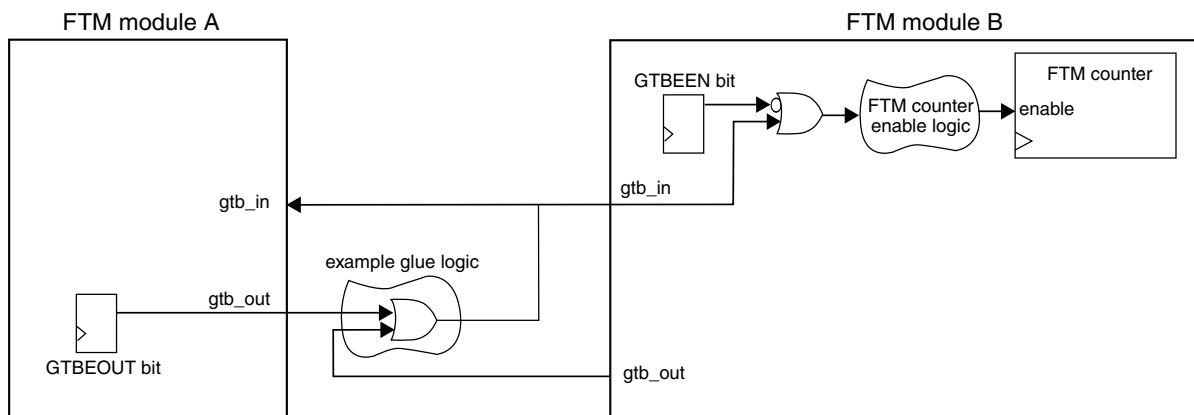 FTM module A
FTM module B
GTBEEN bit
FTM counter
enable
FTM counter
enable logic
gtb_in
gtb_in
example glue logic
gtb_out
GTBEOUT bit
gtb_out